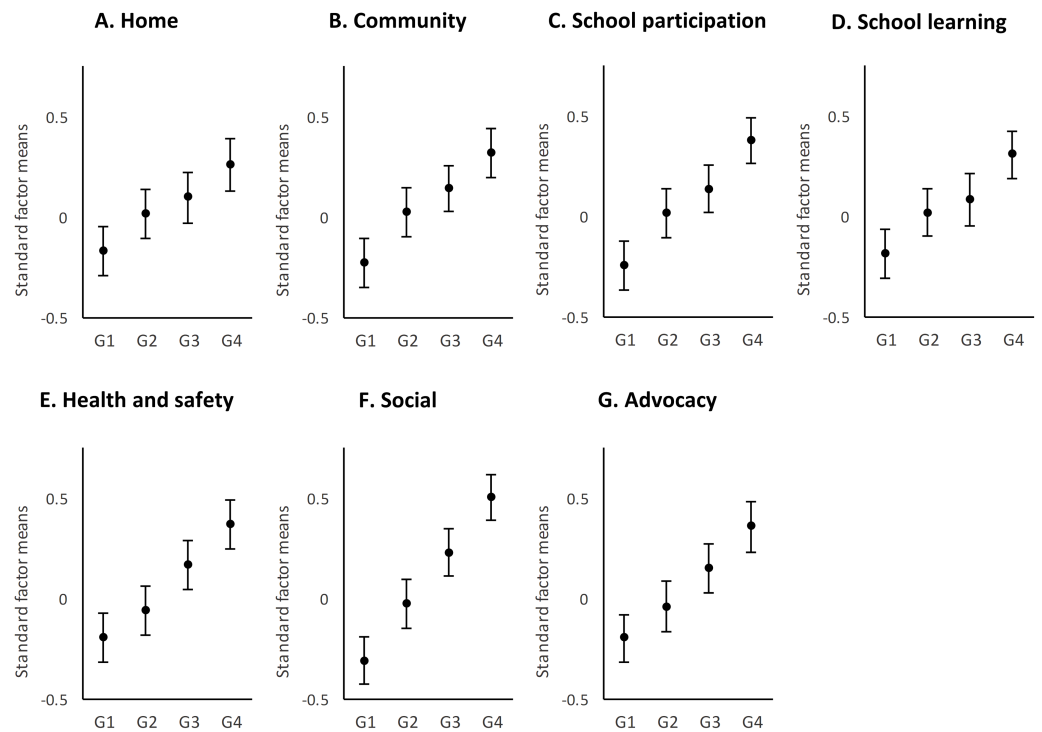 A. Home
B. Community
C. School participation
D. School learning
Standard factor means
0.5
0
-0.5
G1 G2 G3 G4
Standard factor means
0.5
0
-0.5
G1 G2 G3 G4
Standard factor means
0.5
0
-0.5
G1 G2 G3 G4
Standard factor means
0.5
0
-0.5
G1 G2 G3 G4
E. Health and safety
F. Social
G. Advocacy
Standard factor means
0.5
0
-0.5
G1 G2 G3 G4
Standard factor means
0.5
0
-0.5
G1 G2 G3 G4
Standard factor means
0.5
0
-0.5
G1 G2 G3 G4